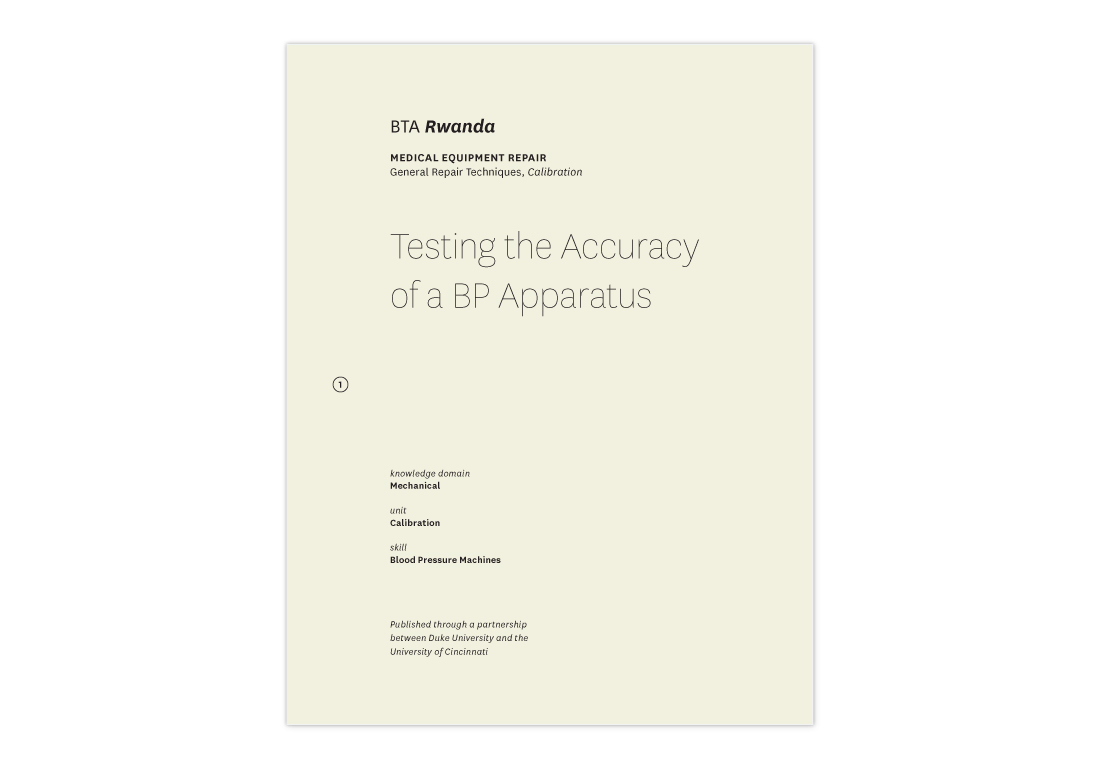 BTA Rwanda
MEDICAL EQUIPMENT REPAIR
General Repair Techniques, Calibration
Testing the Accuracy
of a BP Apparatus
1
knowledge domain
Mechanical
unit
Calibration
skill
Blood Pressure Machines
Published through a partnership
between Duke University and the
University of Cincinnati